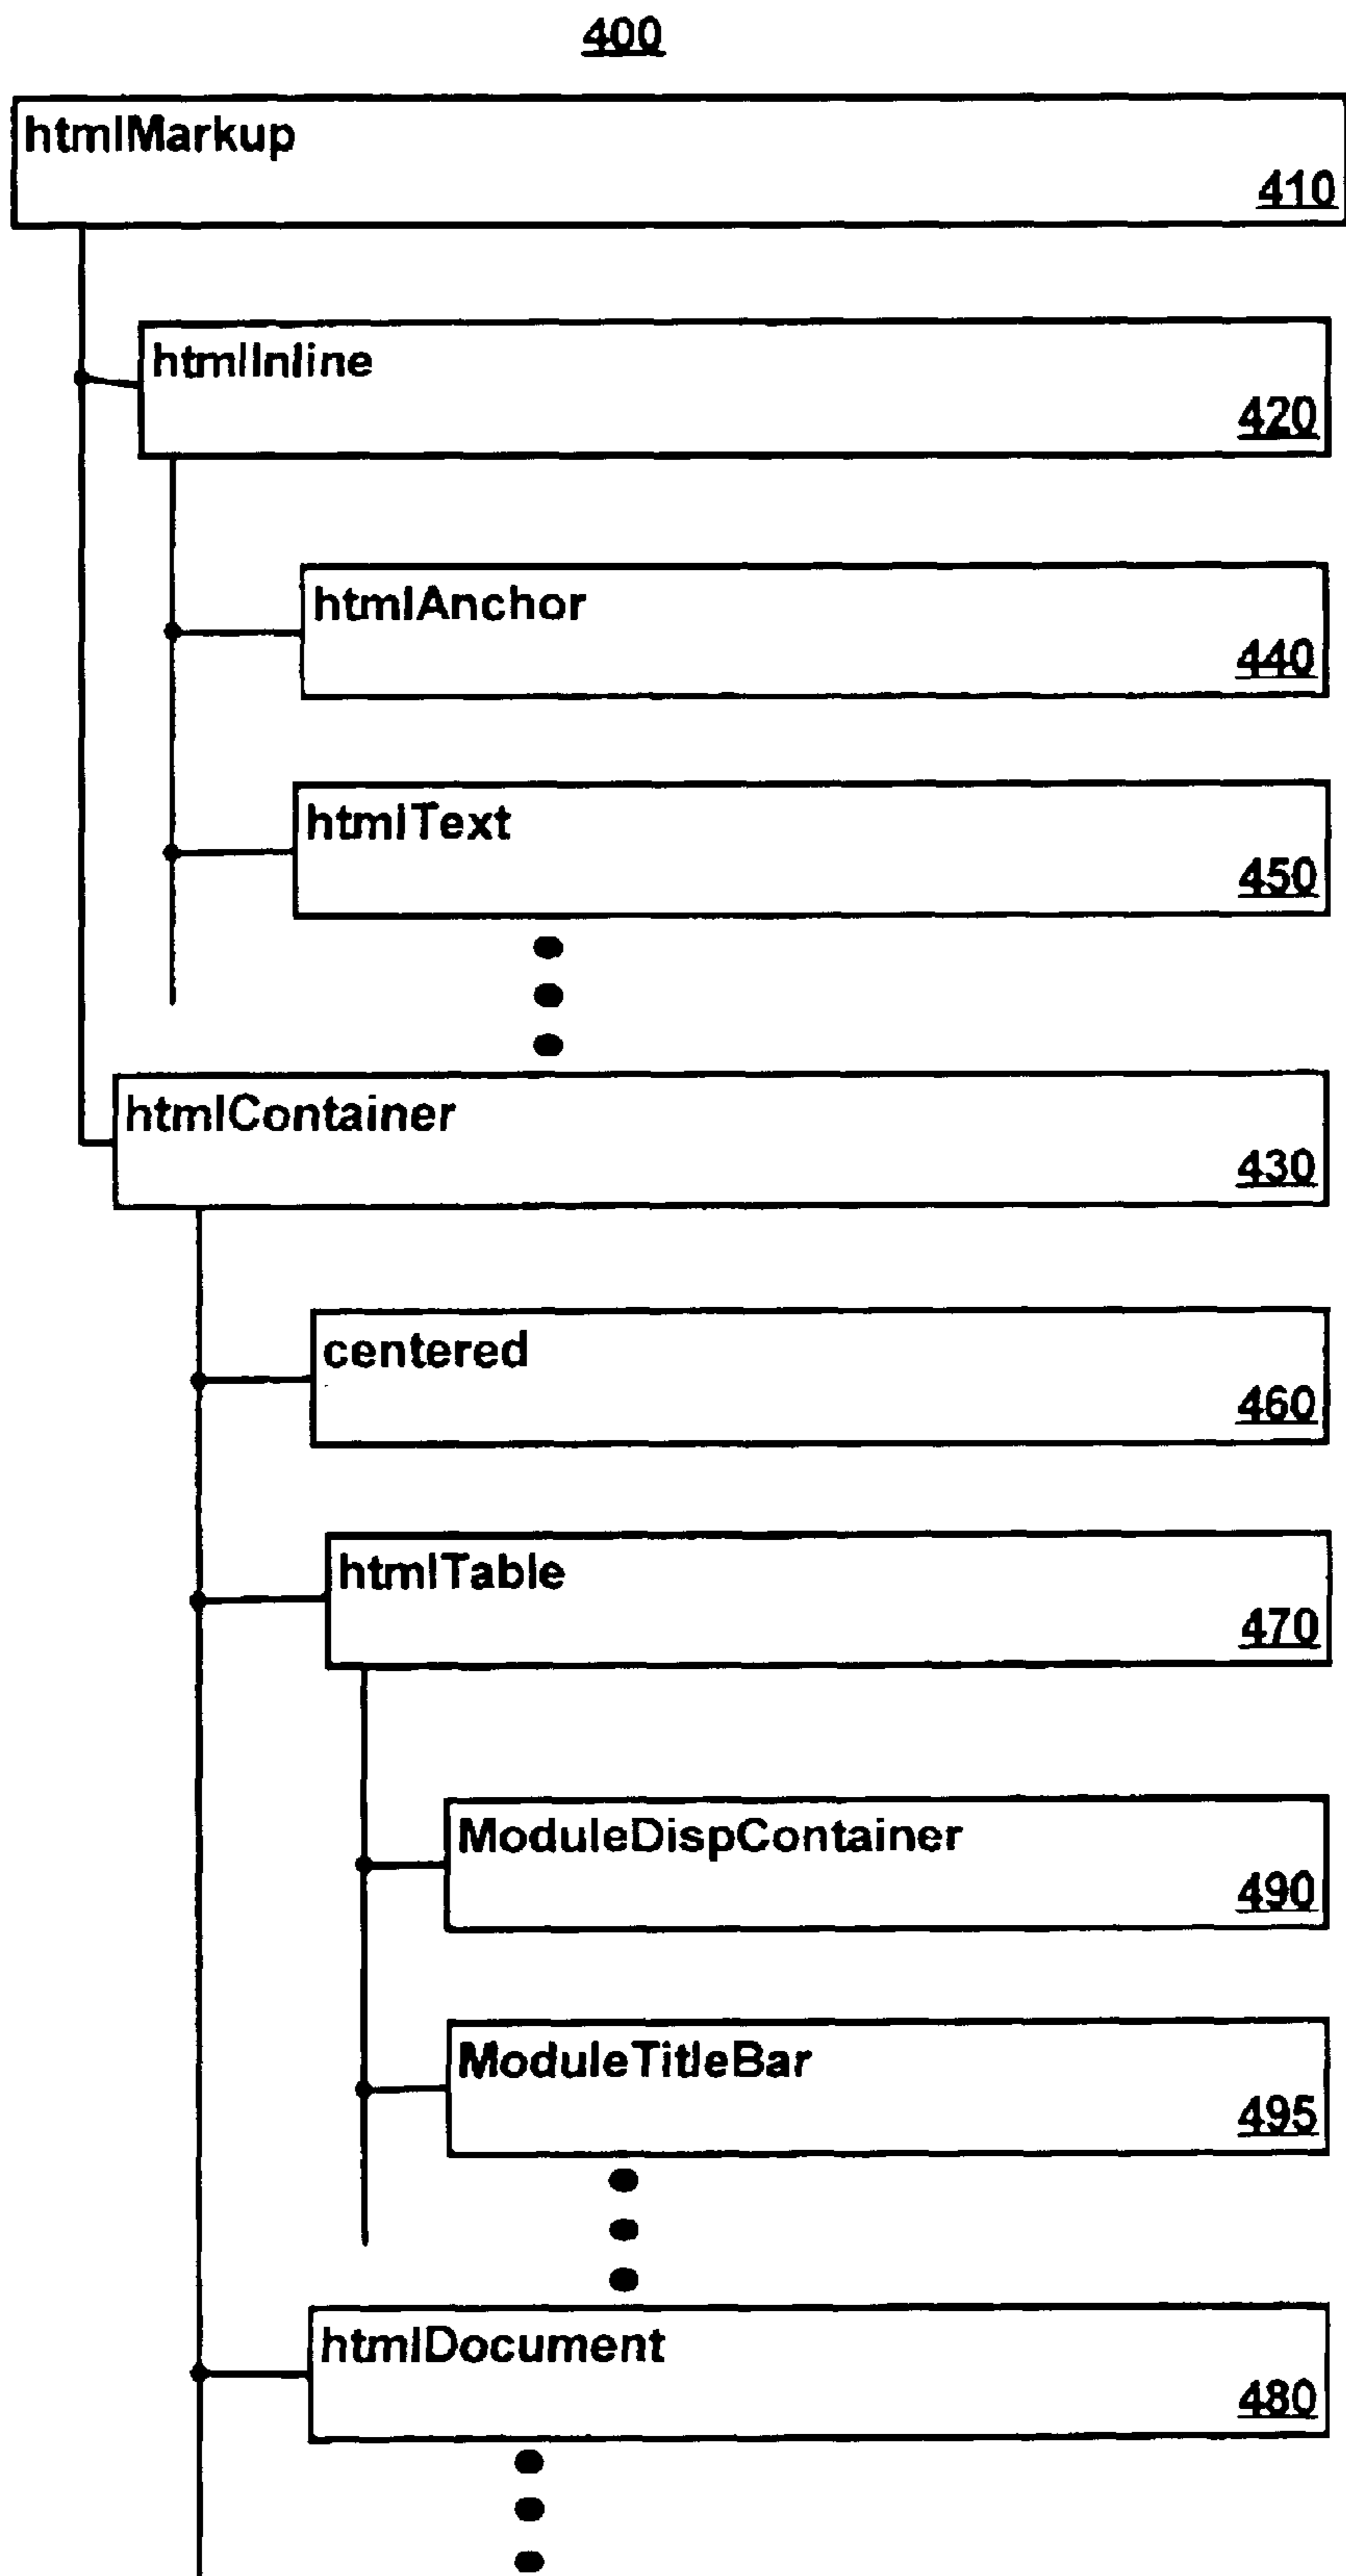 400
htmlMarkup
410
htmlInline
420
htmlAnchor
440
htmlText
450
htmlContainer
430
centered
460
htmlTable
470
ModuleDispContainer
490
ModuleTitleBar
495
htmlDocument
480